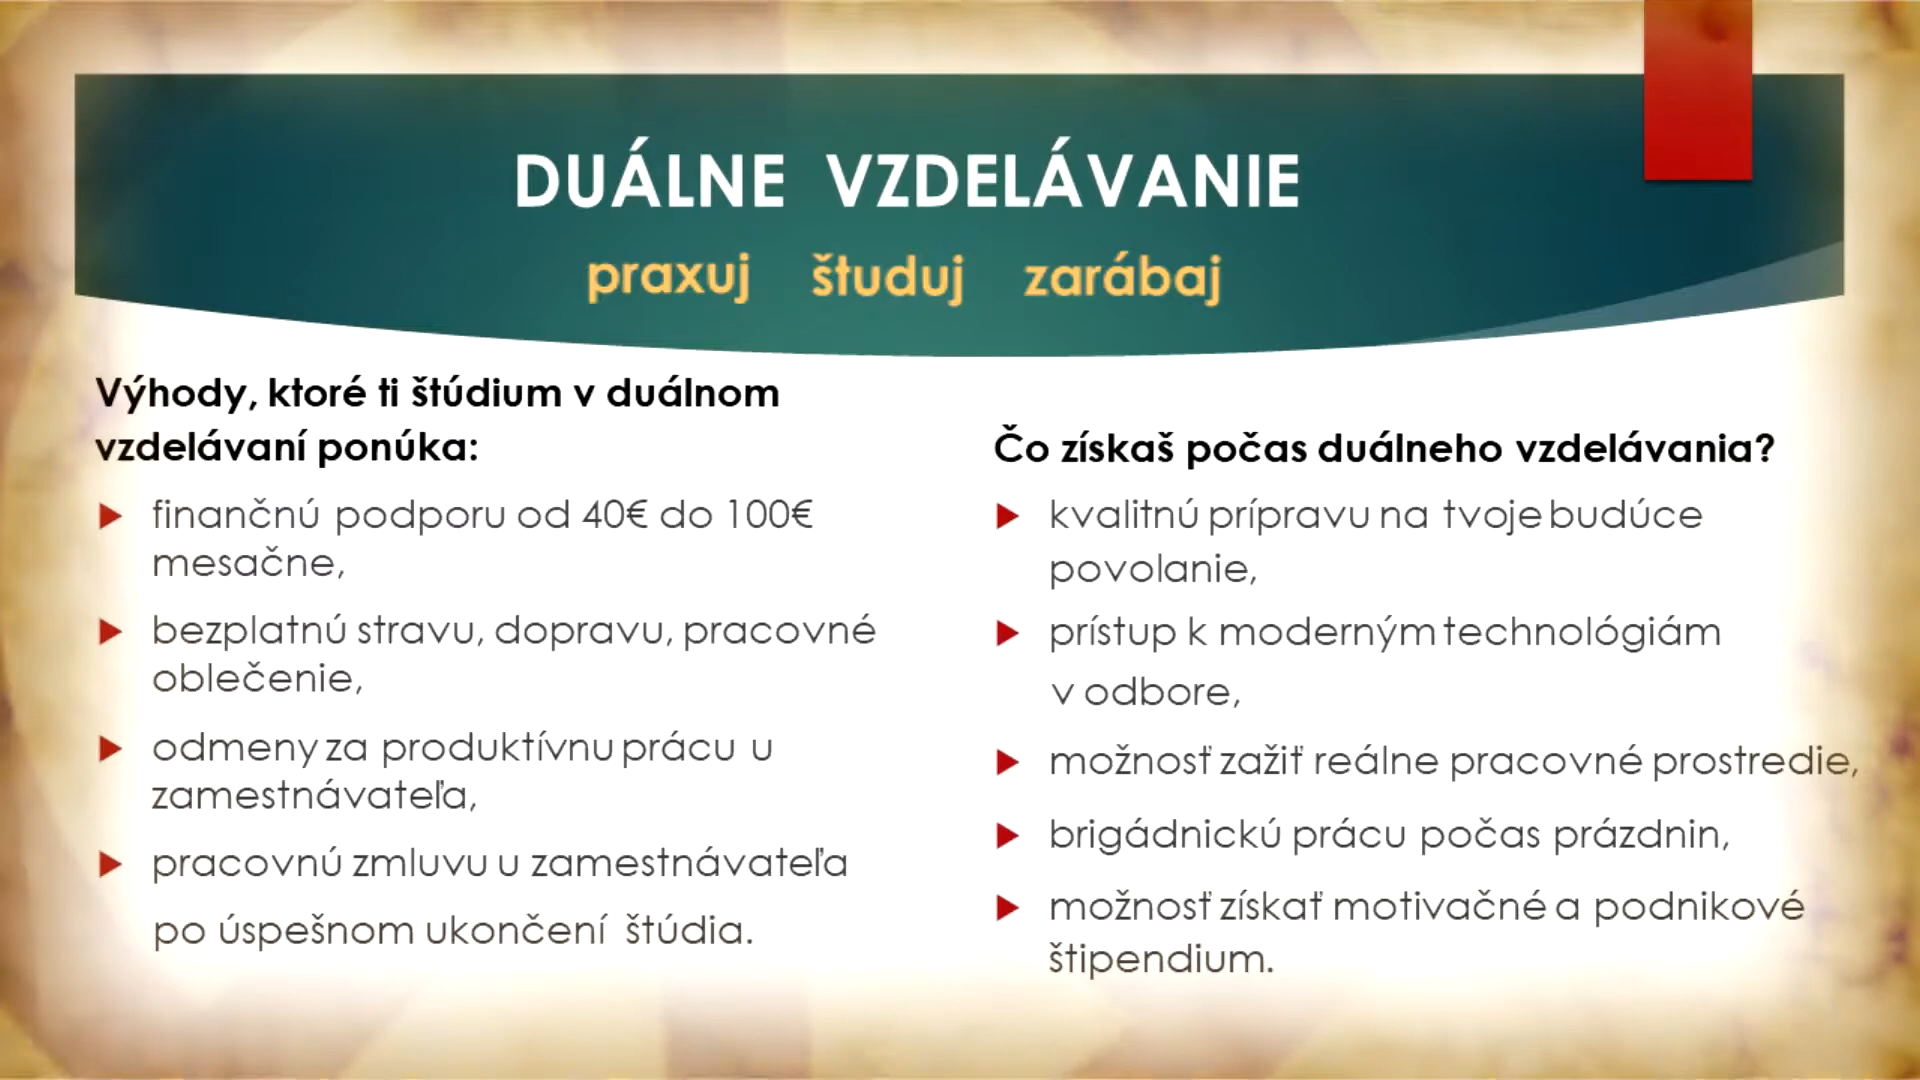 DUÁLNE VZDELÁVANIE
praxuj študuj zarábaj
Výhody, ktoré ti štúdium v duálnom
vzdelávaní ponúka:
finančnú podporu od 40€ do 100€
mesačne,
bezplatnú stravu, dopravu, pracovné
oblečenie,
odmeny za produktívnu prácu u
zamestnávateľa,
pracovnú zmluvu u zamestnávateľa
po úspešnom ukončení štúdia.
Čo získaš počas duálneho vzdelávania?
kvalitnú prípravu na tvoje budúce
povolanie,
prístup k moderným technológiám
v odbore,
možnosť zažiť reálne pracovné prostredie,
brigádnickú prácu počas prázdnin,
možnosť získať motivačné a podnikové
štipendium.